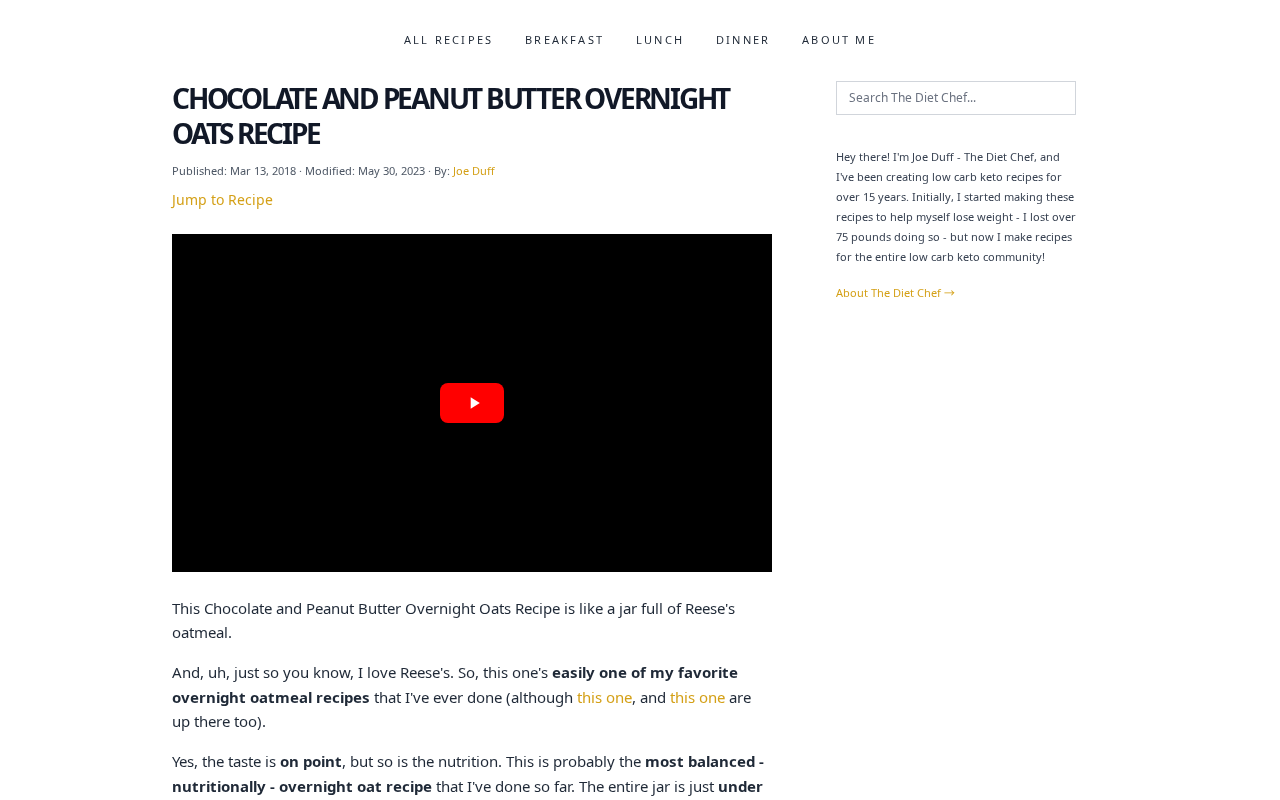 ALL RECIPES BREAKFAST LUNCH DINNER ABOUT ME
CHOCOLATE AND PEANUT BUTTER OVERNIGHT
OATS RECIPE
Published: Mar 13, 2018 · Modified: May 30, 2023 · By: Joe Duff
Jump to Recipe
This Chocolate and Peanut Butter Overnight Oats Recipe is like a jar full of Reese's
oatmeal.
And, uh, just so you know, I love Reese's. So, this one's easily one of my favorite
overnight oatmeal recipes that I've ever done (although this one, and this one are
up there too).
Yes, the taste is on point, but so is the nutrition. This is probably the most balanced -
nutritionally - overnight oat recipe that I've done so far. The entire jar is just under
Search The Diet Chef...
Hey there! I'm Joe Duff - The Diet Chef, and
I've been creating low carb keto recipes for
over 15 years. Initially, I started making these
recipes to help myself lose weight - I lost over
75 pounds doing so - but now I make recipes
for the entire low carb keto community!
About The Diet Chef →